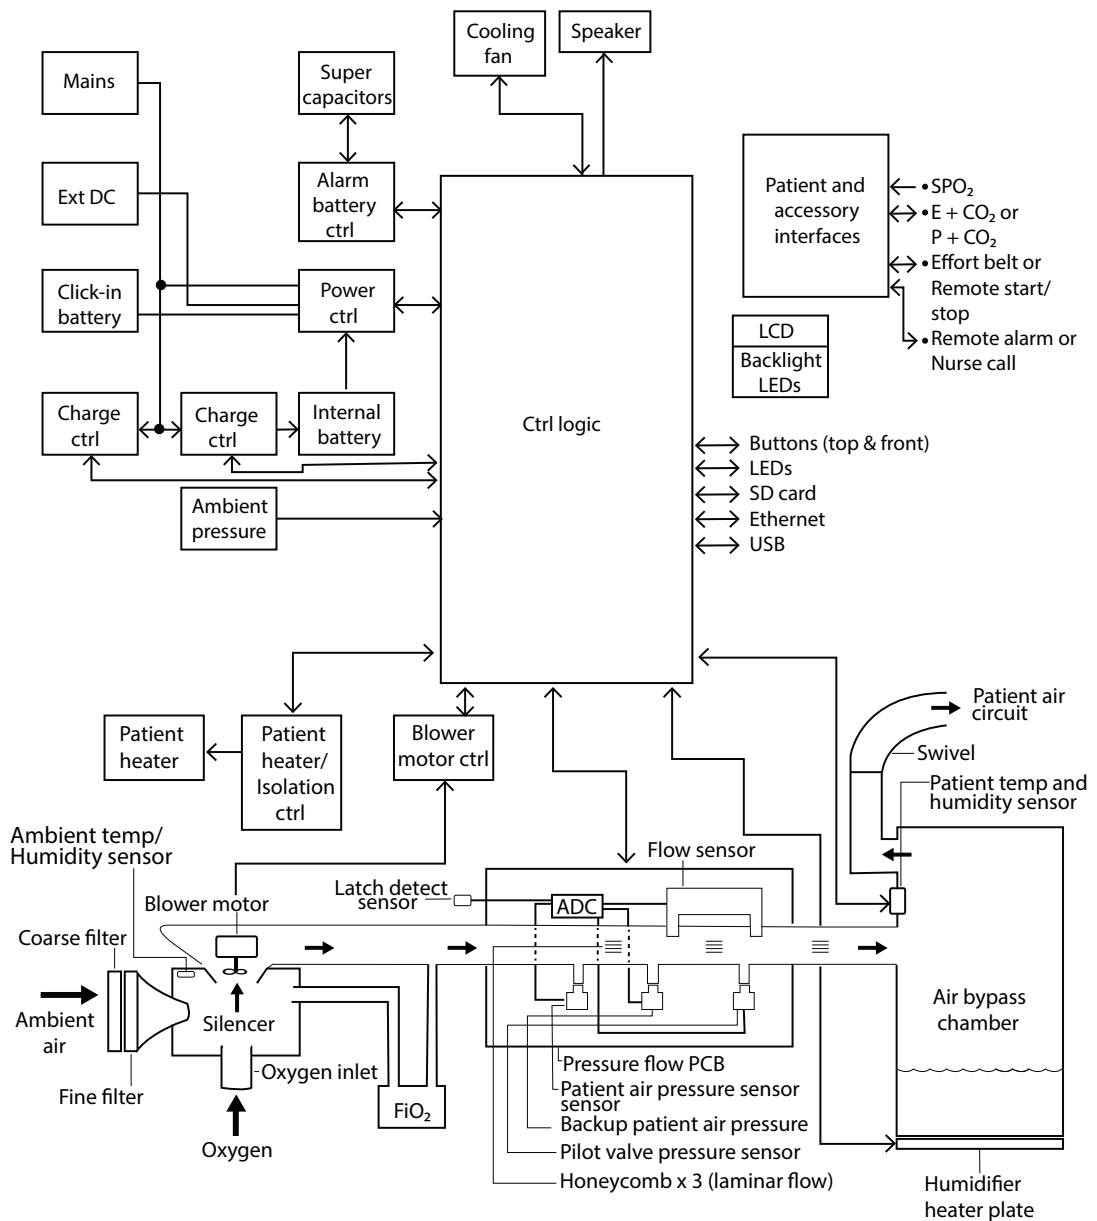 Cooling
fan
Speaker
Mains
Super
capacitors
Ext DC
Alarm
battery
ctrl
Patient and
accessory
interfaces
•SPO₂
•E + CO₂ or
P + CO₂
•Effort belt or
Remote start/
stop
•Remote alarm or
Nurse call
Click-in
battery
Power
ctrl
LCD
Backlight
LEDs
Charge
ctrl
Charge
ctrl
Internal
battery
Ctrl logic
Buttons (top & front)
LEDs
SD card
Ethernet
USB
Ambient
pressure
Patient
heater
Patient
heater/
Isolation
ctrl
Blower
motor ctrl
Patient air
circuit
Swivel
Patient temp and
humidity sensor
Ambient temp/
Humidity sensor
Flow sensor
Latch detect
sensor
ADC
Blower motor
Coarse filter
Ambient
air
Silencer
Air bypass
chamber
Fine filter
Oxygen inlet
FiO₂
Oxygen
Pressure flow PCB
Patient air pressure sensor
sensor
Backup patient air pressure
Pilot valve pressure sensor
Honeycomb x 3 (laminar flow)
Humidifier
heater plate